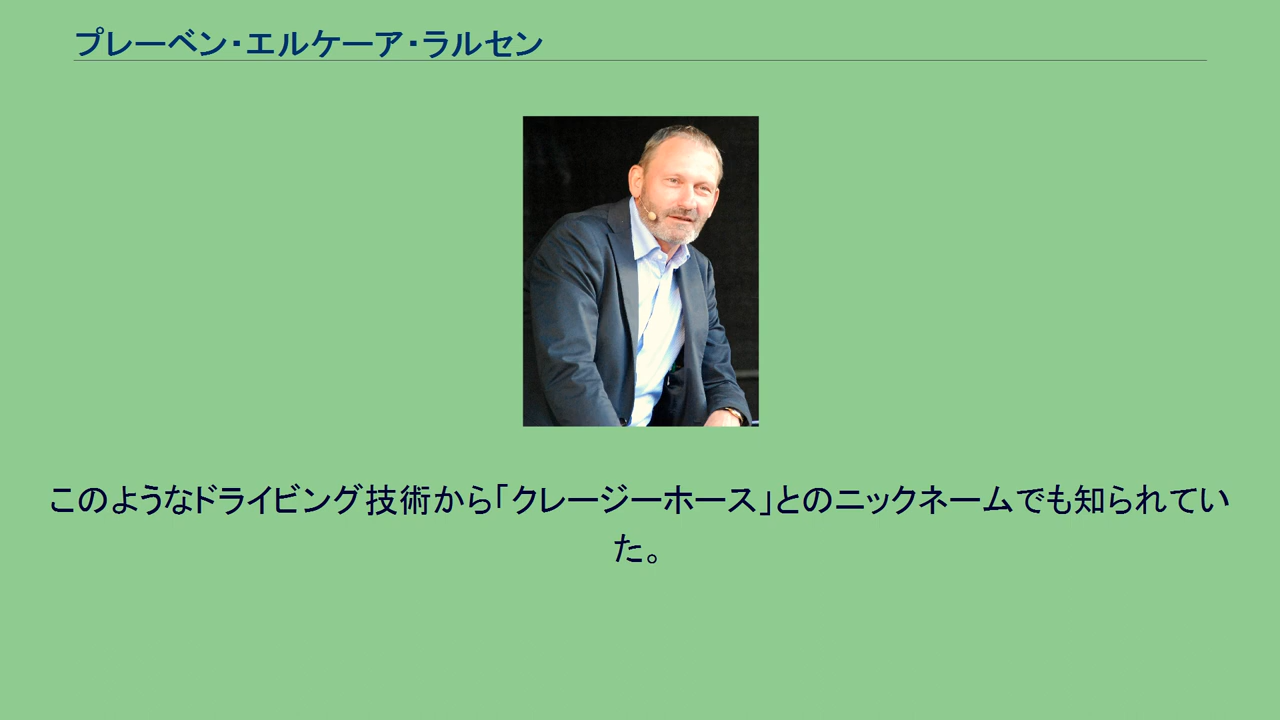 プレーベン・エルケーア・ラルセン
このようなドライビング技術から「クレージーホース」とのニックネームでも知られてい
た。